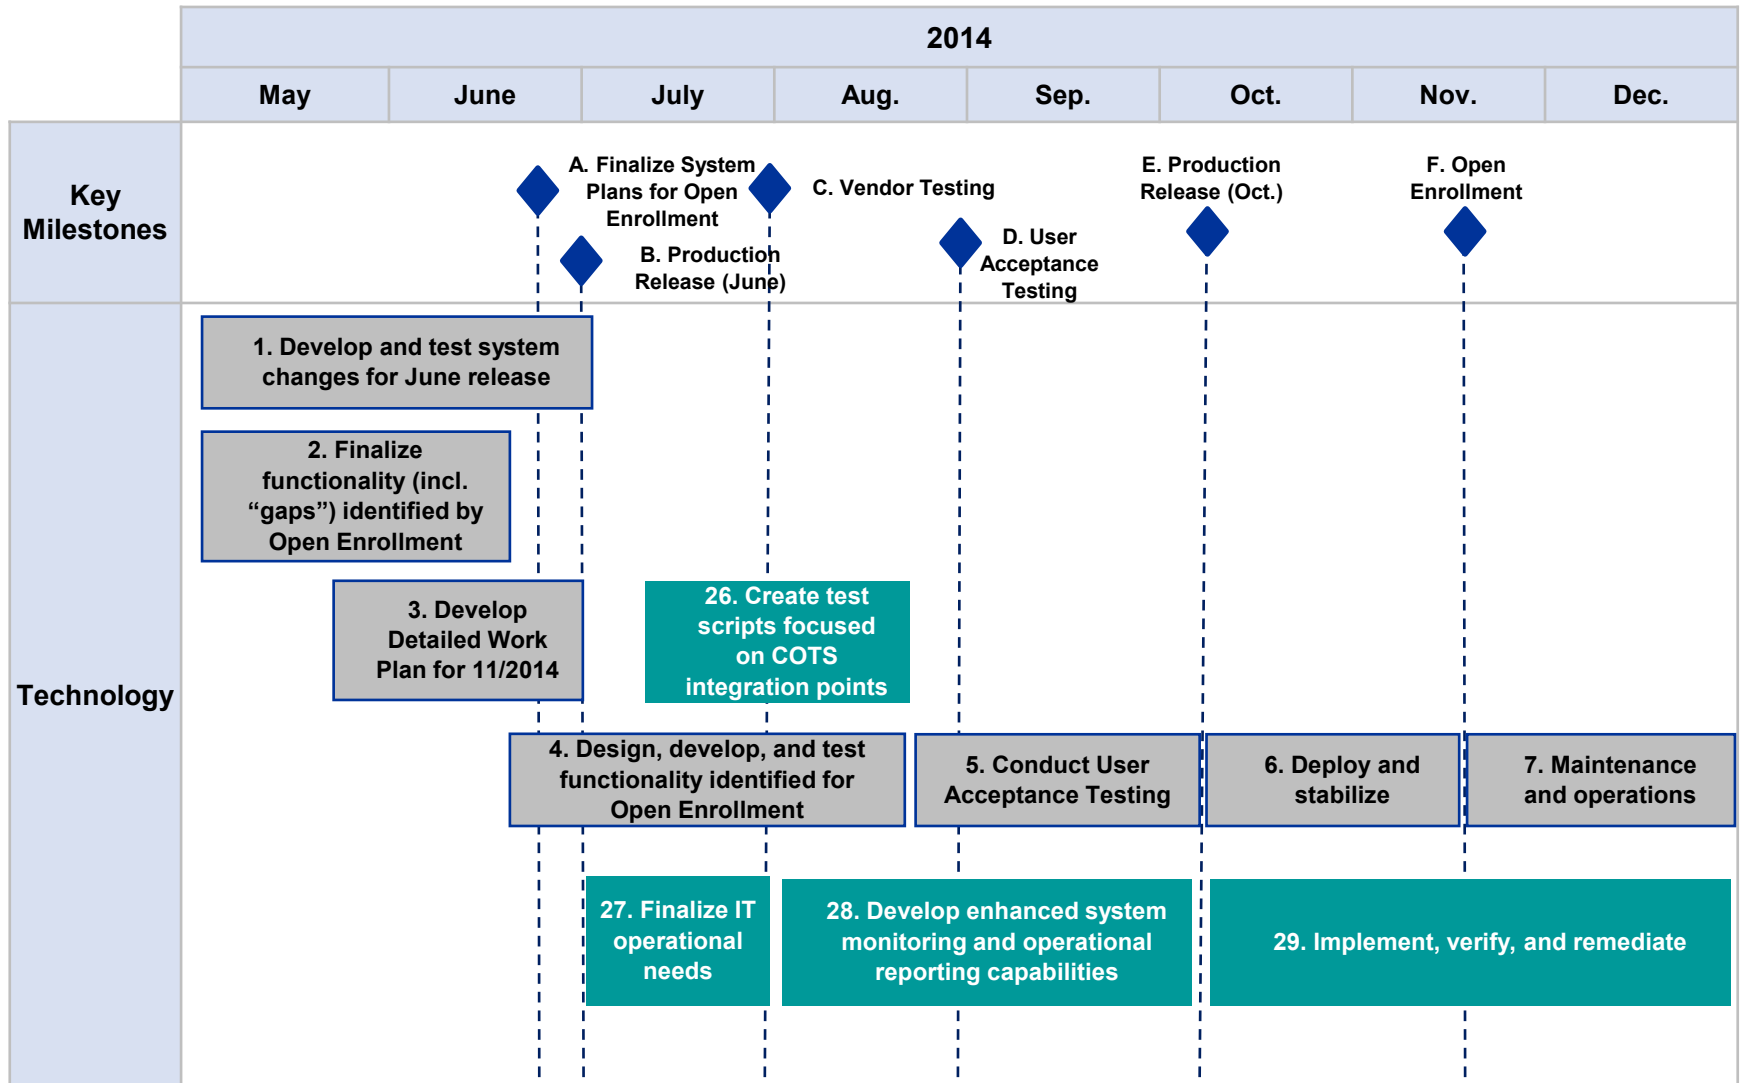 2014
May
June
July
Aug.
Sep.
Oct.
Nov.
Dec.
Key
Milestones
A. Finalize System
Plans for Open
Enrollment
B. Production
Release (June)
C. Vendor Testing
D. User
Acceptance
Testing
E. Production
Release (Oct.)
F. Open
Enrollment
Technology
1. Develop and test system
changes for June release
2. Finalize
functionality (incl.
“gaps”) identified by
Open Enrollment
3. Develop
Detailed Work
Plan for 11/2014
26. Create test
scripts focused
on COTS
integration points
4. Design, develop, and test
functionality identified for
Open Enrollment
5. Conduct User
Acceptance Testing
6. Deploy and
stabilize
7. Maintenance
and operations
27. Finalize IT
operational
needs
28. Develop enhanced system
monitoring and operational
reporting capabilities
29. Implement, verify, and remediate